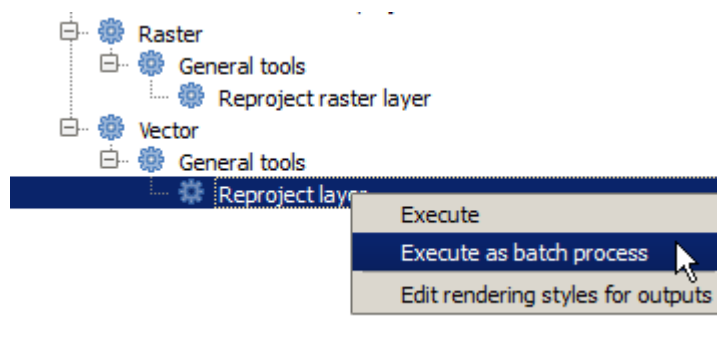 Raster
General tools
Reproject raster layer
Vector
General tools
Reproject layer
Execute
Execute as batch process
Edit rendering styles for outputs